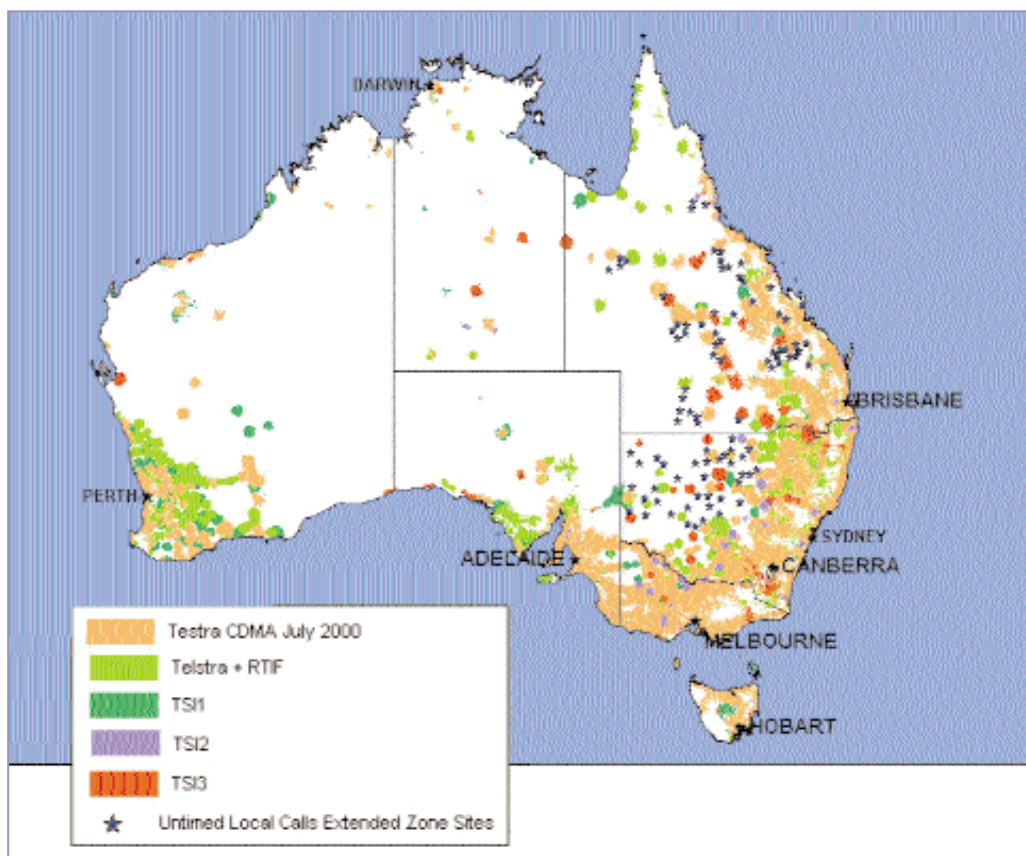 DARWIN
BRISBANE
PERTH
SYDNEY
ADELAIDE
CANBERRA
MELBOURNE
HOBART
Testra CDMA July 2000
Telstra + RTIF
TSI1
TSI2
TSI3
Untimed Local Calls Extended Zone Sites